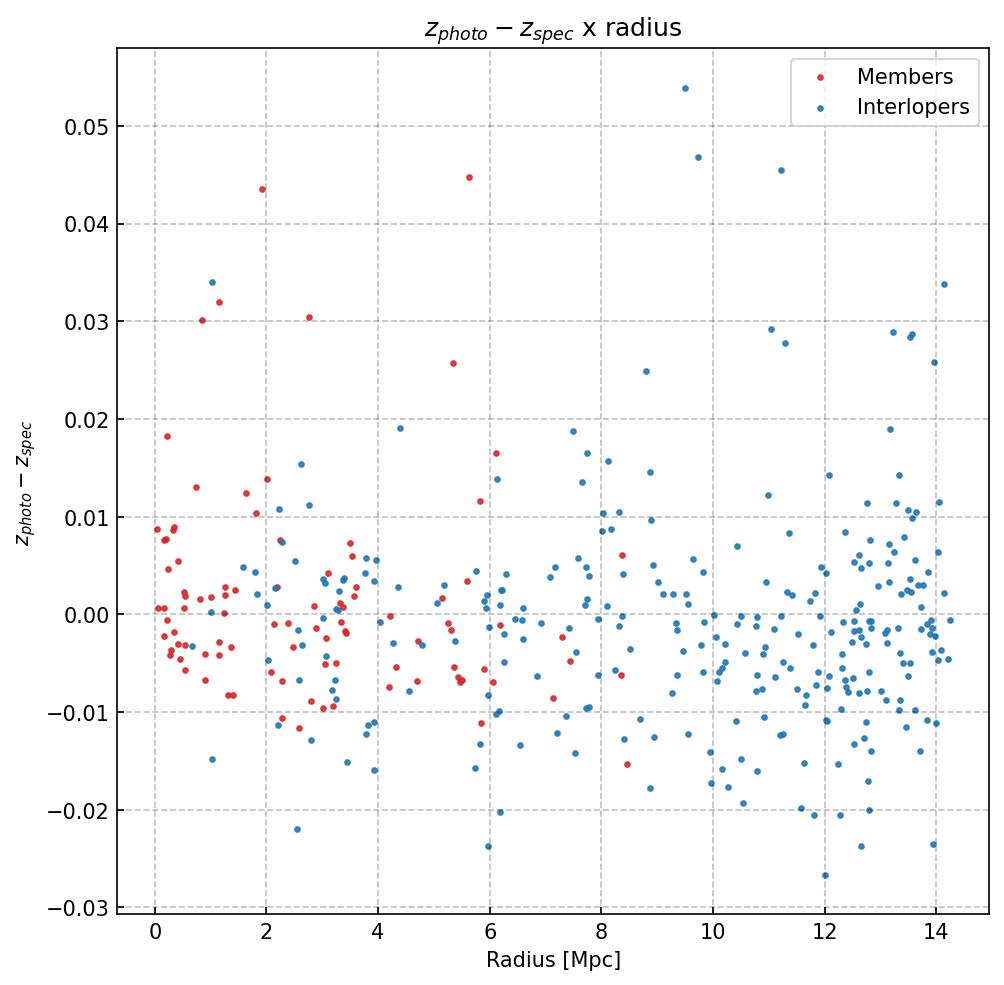 z_photo − z_spec x radius
Members
Interlopers
0.05
0.04
0.03
0.02
0.01
0.00
−0.01
−0.02
−0.03
z_photo − z_spec
0 2 4 6 8 10 12 14
Radius [Mpc]